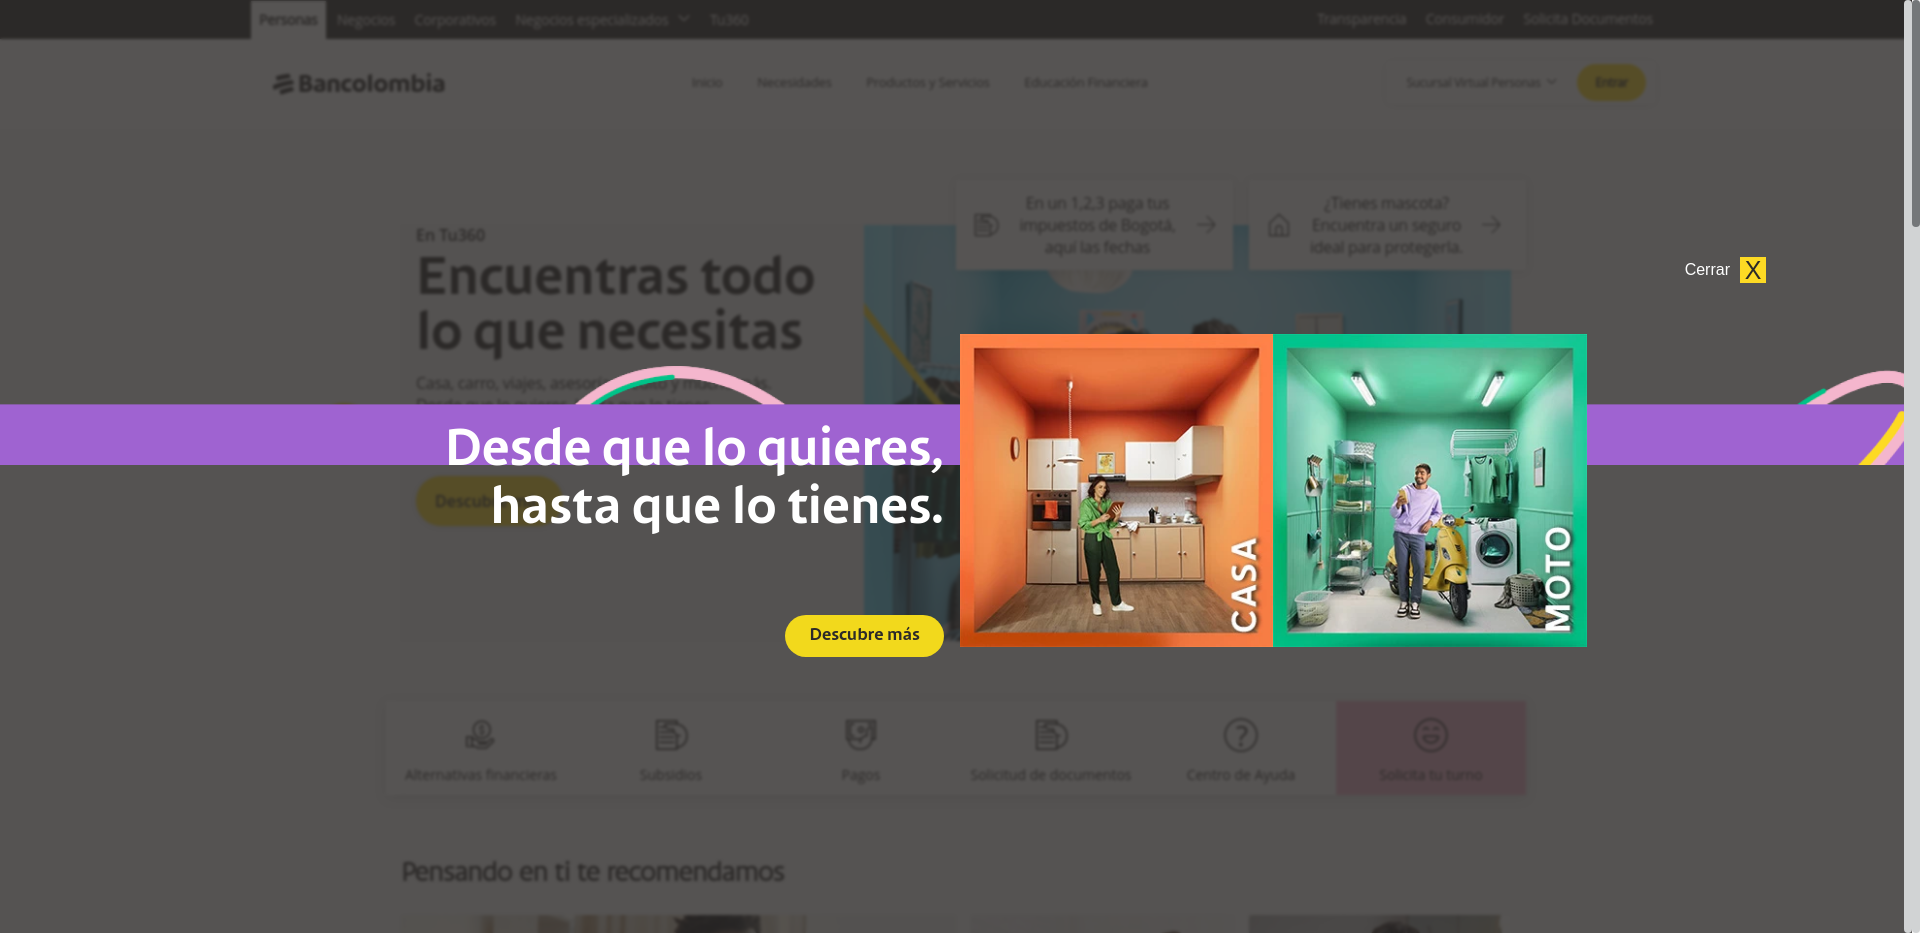 Personas Negocios Corporativos Negocios especializados Tu360
Transparencia Consumidor Solicita Documentos
Bancolombia
Inicio Necesidades Productos y Servicios Educación Financiera
Sucursal Virtual Personas Entrar
En un 1,2,3 paga tus
impuestos de Bogotá,
aquí las fechas
¿Tienes mascota?
Encuentra un seguro
ideal para protegerla.
En Tu360
Encuentras todo
lo que necesitas
Cerrar X
Casa, carro, viajes,
Desde que lo quieres,
hasta que lo tienes.
CASA
MOTO
Descubre más
Alternativas financieras
Subsidios
Pagos
Solicitud de documentos
Centro de Ayuda
Solicita tu turno
Pensando en ti te recomendamos